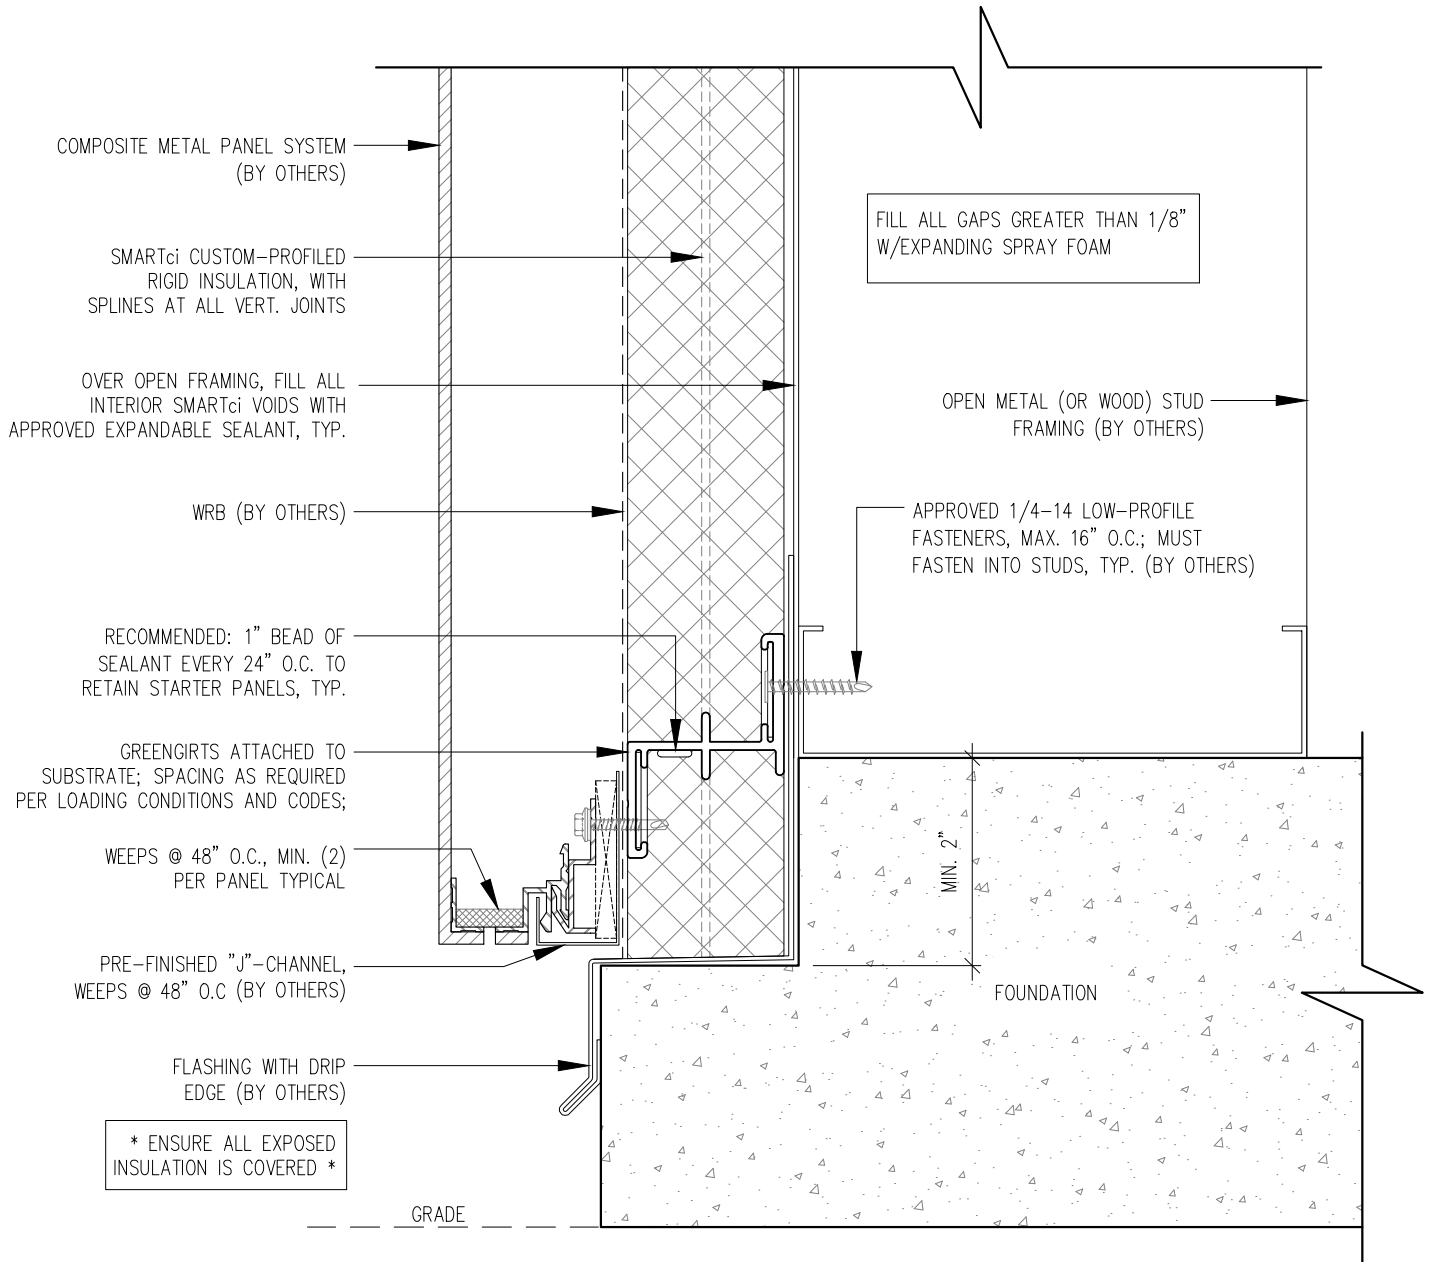 COMPOSITE METAL PANEL SYSTEM
(BY OTHERS)
SMARTci CUSTOM-PROFILED
RIGID INSULATION, WITH
SPLINES AT ALL VERT. JOINTS
OVER OPEN FRAMING, FILL ALL
INTERIOR SMARTci VOIDS WITH
APPROVED EXPANDABLE SEALANT, TYP.
WRB (BY OTHERS)
RECOMMENDED: 1" BEAD OF
SEALANT EVERY 24" O.C. TO
RETAIN STARTER PANELS, TYP.
GREENGIRTS ATTACHED TO
SUBSTRATE; SPACING AS REQUIRED
PER LOADING CONDITIONS AND CODES;
WEEPS @ 48" O.C., MIN. (2)
PER PANEL TYPICAL
PRE-FINISHED "J"-CHANNEL,
WEEPS @ 48" O.C (BY OTHERS)
FLASHING WITH DRIP
EDGE (BY OTHERS)
* ENSURE ALL EXPOSED
INSULATION IS COVERED *
GRADE
FILL ALL GAPS GREATER THAN 1/8"
W/EXPANDING SPRAY FOAM
OPEN METAL (OR WOOD) STUD
FRAMING (BY OTHERS)
APPROVED 1/4-14 LOW-PROFILE
FASTENERS, MAX. 16" O.C.; MUST
FASTEN INTO STUDS, TYP. (BY OTHERS)
MIN. 2"
FOUNDATION